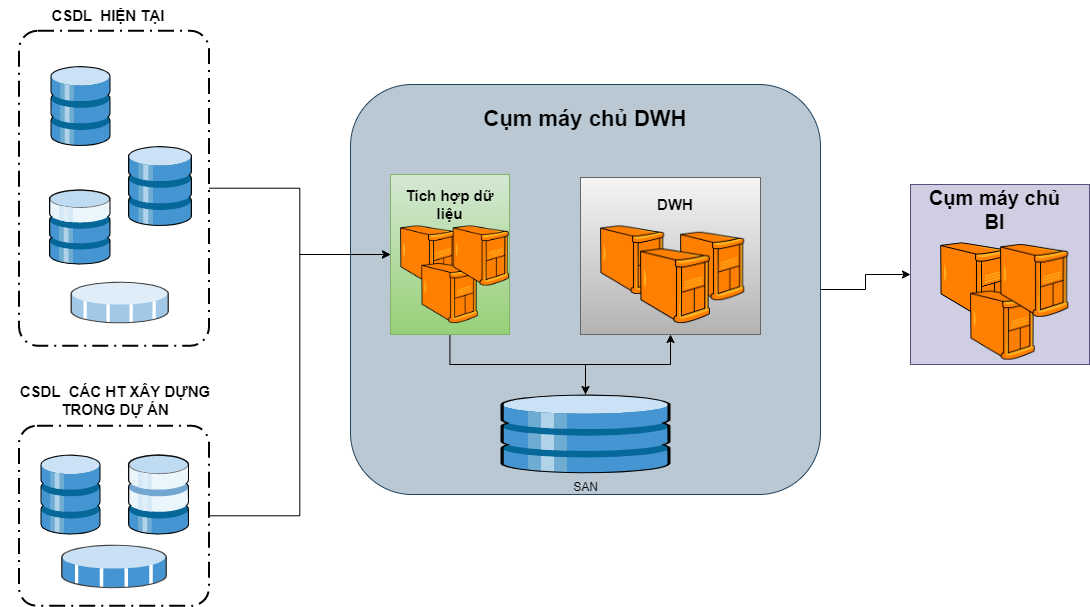 CSDL HIỆN TẠI
Cụm máy chủ DWH
Tích hợp dữ
liệu
DWH
Cụm máy chủ
BI
CSDL CÁC HT XÂY DỰNG
TRONG DỰ ÁN
SAN